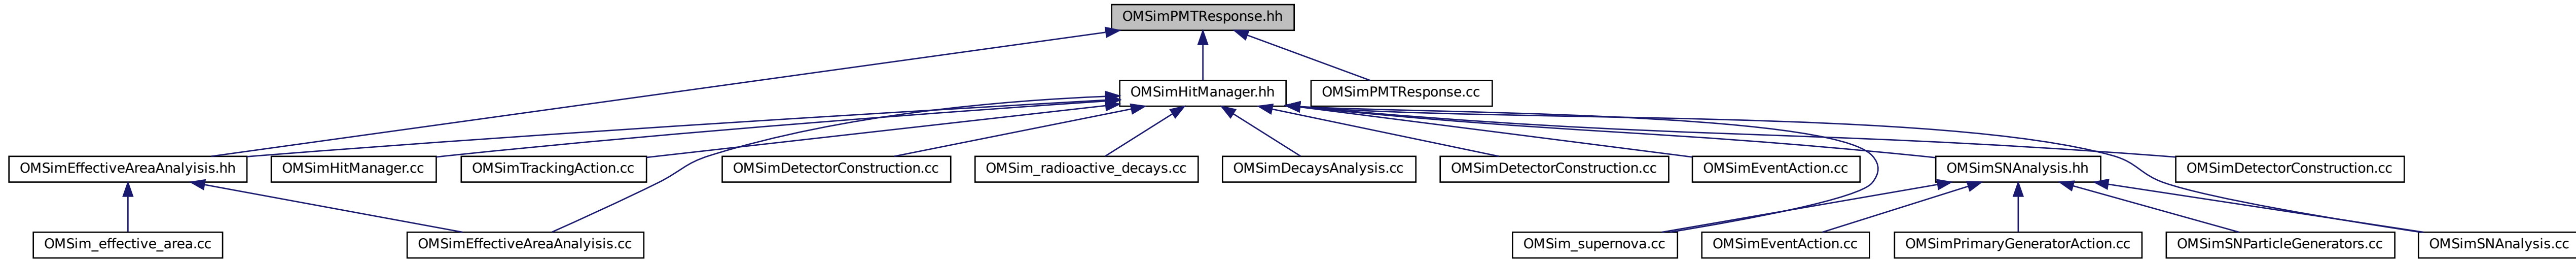 OMSimPMTResponse.hh
OMSimHitManager.hh
OMSimPMTResponse.cc
OMSimEffectiveAreaAnalyisis.hh
OMSimHitManager.cc
OMSimTrackingAction.cc
OMSimDetectorConstruction.cc
OMSim_radioactive_decays.cc
OMSimDecaysAnalysis.cc
OMSimDetectorConstruction.cc
OMSimEventAction.cc
OMSimSNAnalysis.hh
OMSimDetectorConstruction.cc
OMSim_effective_area.cc
OMSimEffectiveAreaAnalyisis.cc
OMSim_supernova.cc
OMSimEventAction.cc
OMSimPrimaryGeneratorAction.cc
OMSimSNParticleGenerators.cc
OMSimSNAnalysis.cc